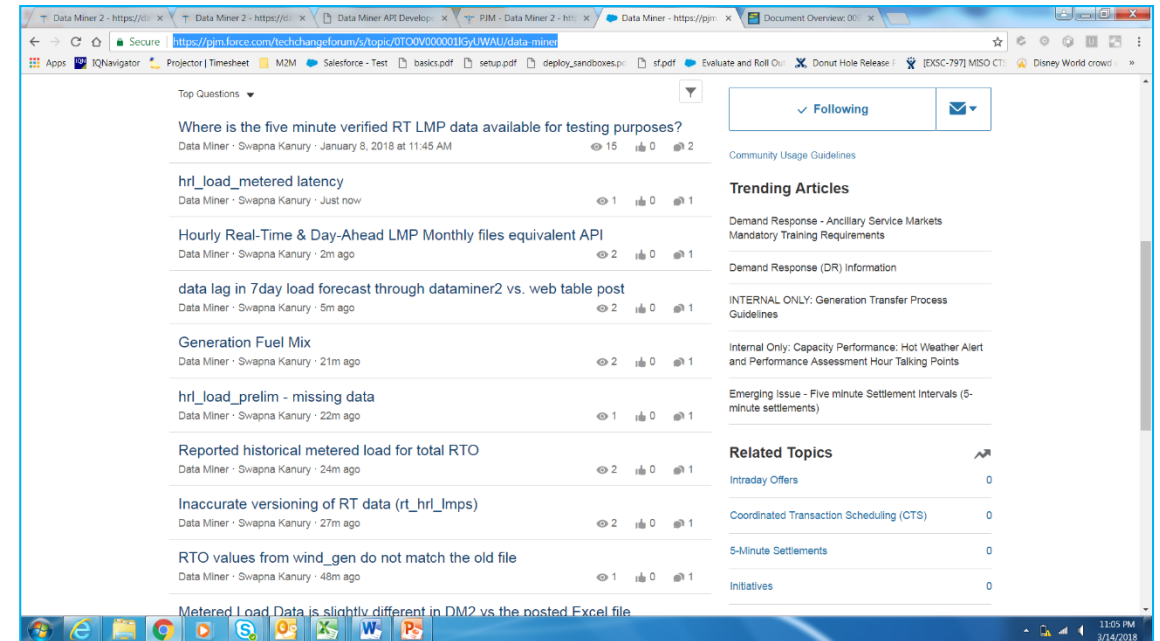 Data Miner 2 - https://da
Data Miner 2 - https://da
Data Miner API Develope
PJM - Data Miner 2 - htt
Data Miner - https://pjm
Document Overview: 00
Secure
https://pjm.force.com/techchangeforum/s/topic/0TO0V000001lGyUWAU/data-miner
Apps
IQNavigator
Projector | Timesheet
M2M
Salesforce - Test
basics.pdf
setup.pdf
deploy_sandboxes.pd
sf.pdf
Evaluate and Roll Out
Donut Hole Release F
[EXSC-797] MISO CTS
Disney World crowd
Top Questions
Where is the five minute verified RT LMP data available for testing purposes?
Data Miner · Swapna Kanury · January 8, 2018 at 11:45 AM
15 0 2
hrl_load_metered latency
Data Miner · Swapna Kanury · Just now
1 0 1
Hourly Real-Time & Day-Ahead LMP Monthly files equivalent API
Data Miner · Swapna Kanury · 2m ago
2 0 1
data lag in 7day load forecast through dataminer2 vs. web table post
Data Miner · Swapna Kanury · 5m ago
2 0 1
Generation Fuel Mix
Data Miner · Swapna Kanury · 21m ago
2 0 1
hrl_load_prelim - missing data
Data Miner · Swapna Kanury · 22m ago
1 0 1
Reported historical metered load for total RTO
Data Miner · Swapna Kanury · 24m ago
2 0 1
Inaccurate versioning of RT data (rt_hrl_lmps)
Data Miner · Swapna Kanury · 27m ago
2 0 1
RTO values from wind_gen do not match the old file
Data Miner · Swapna Kanury · 48m ago
1 0 1
Metered Load Data is slightly different in DM2 vs the posted Excel file
Following
Community Usage Guidelines
Trending Articles
Demand Response - Ancillary Service Markets
Mandatory Training Requirements
Demand Response (DR) Information
INTERNAL ONLY: Generation Transfer Process
Guidelines
Internal Only: Capacity Performance: Hot Weather Alert
and Performance Assessment Hour Talking Points
Emerging Issue - Five minute Settlement Intervals (5-
minute settlements)
Related Topics
Intraday Offers 0
Coordinated Transaction Scheduling (CTS) 0
5-Minute Settlements 0
Initiatives 0
11:05 PM
3/14/2018